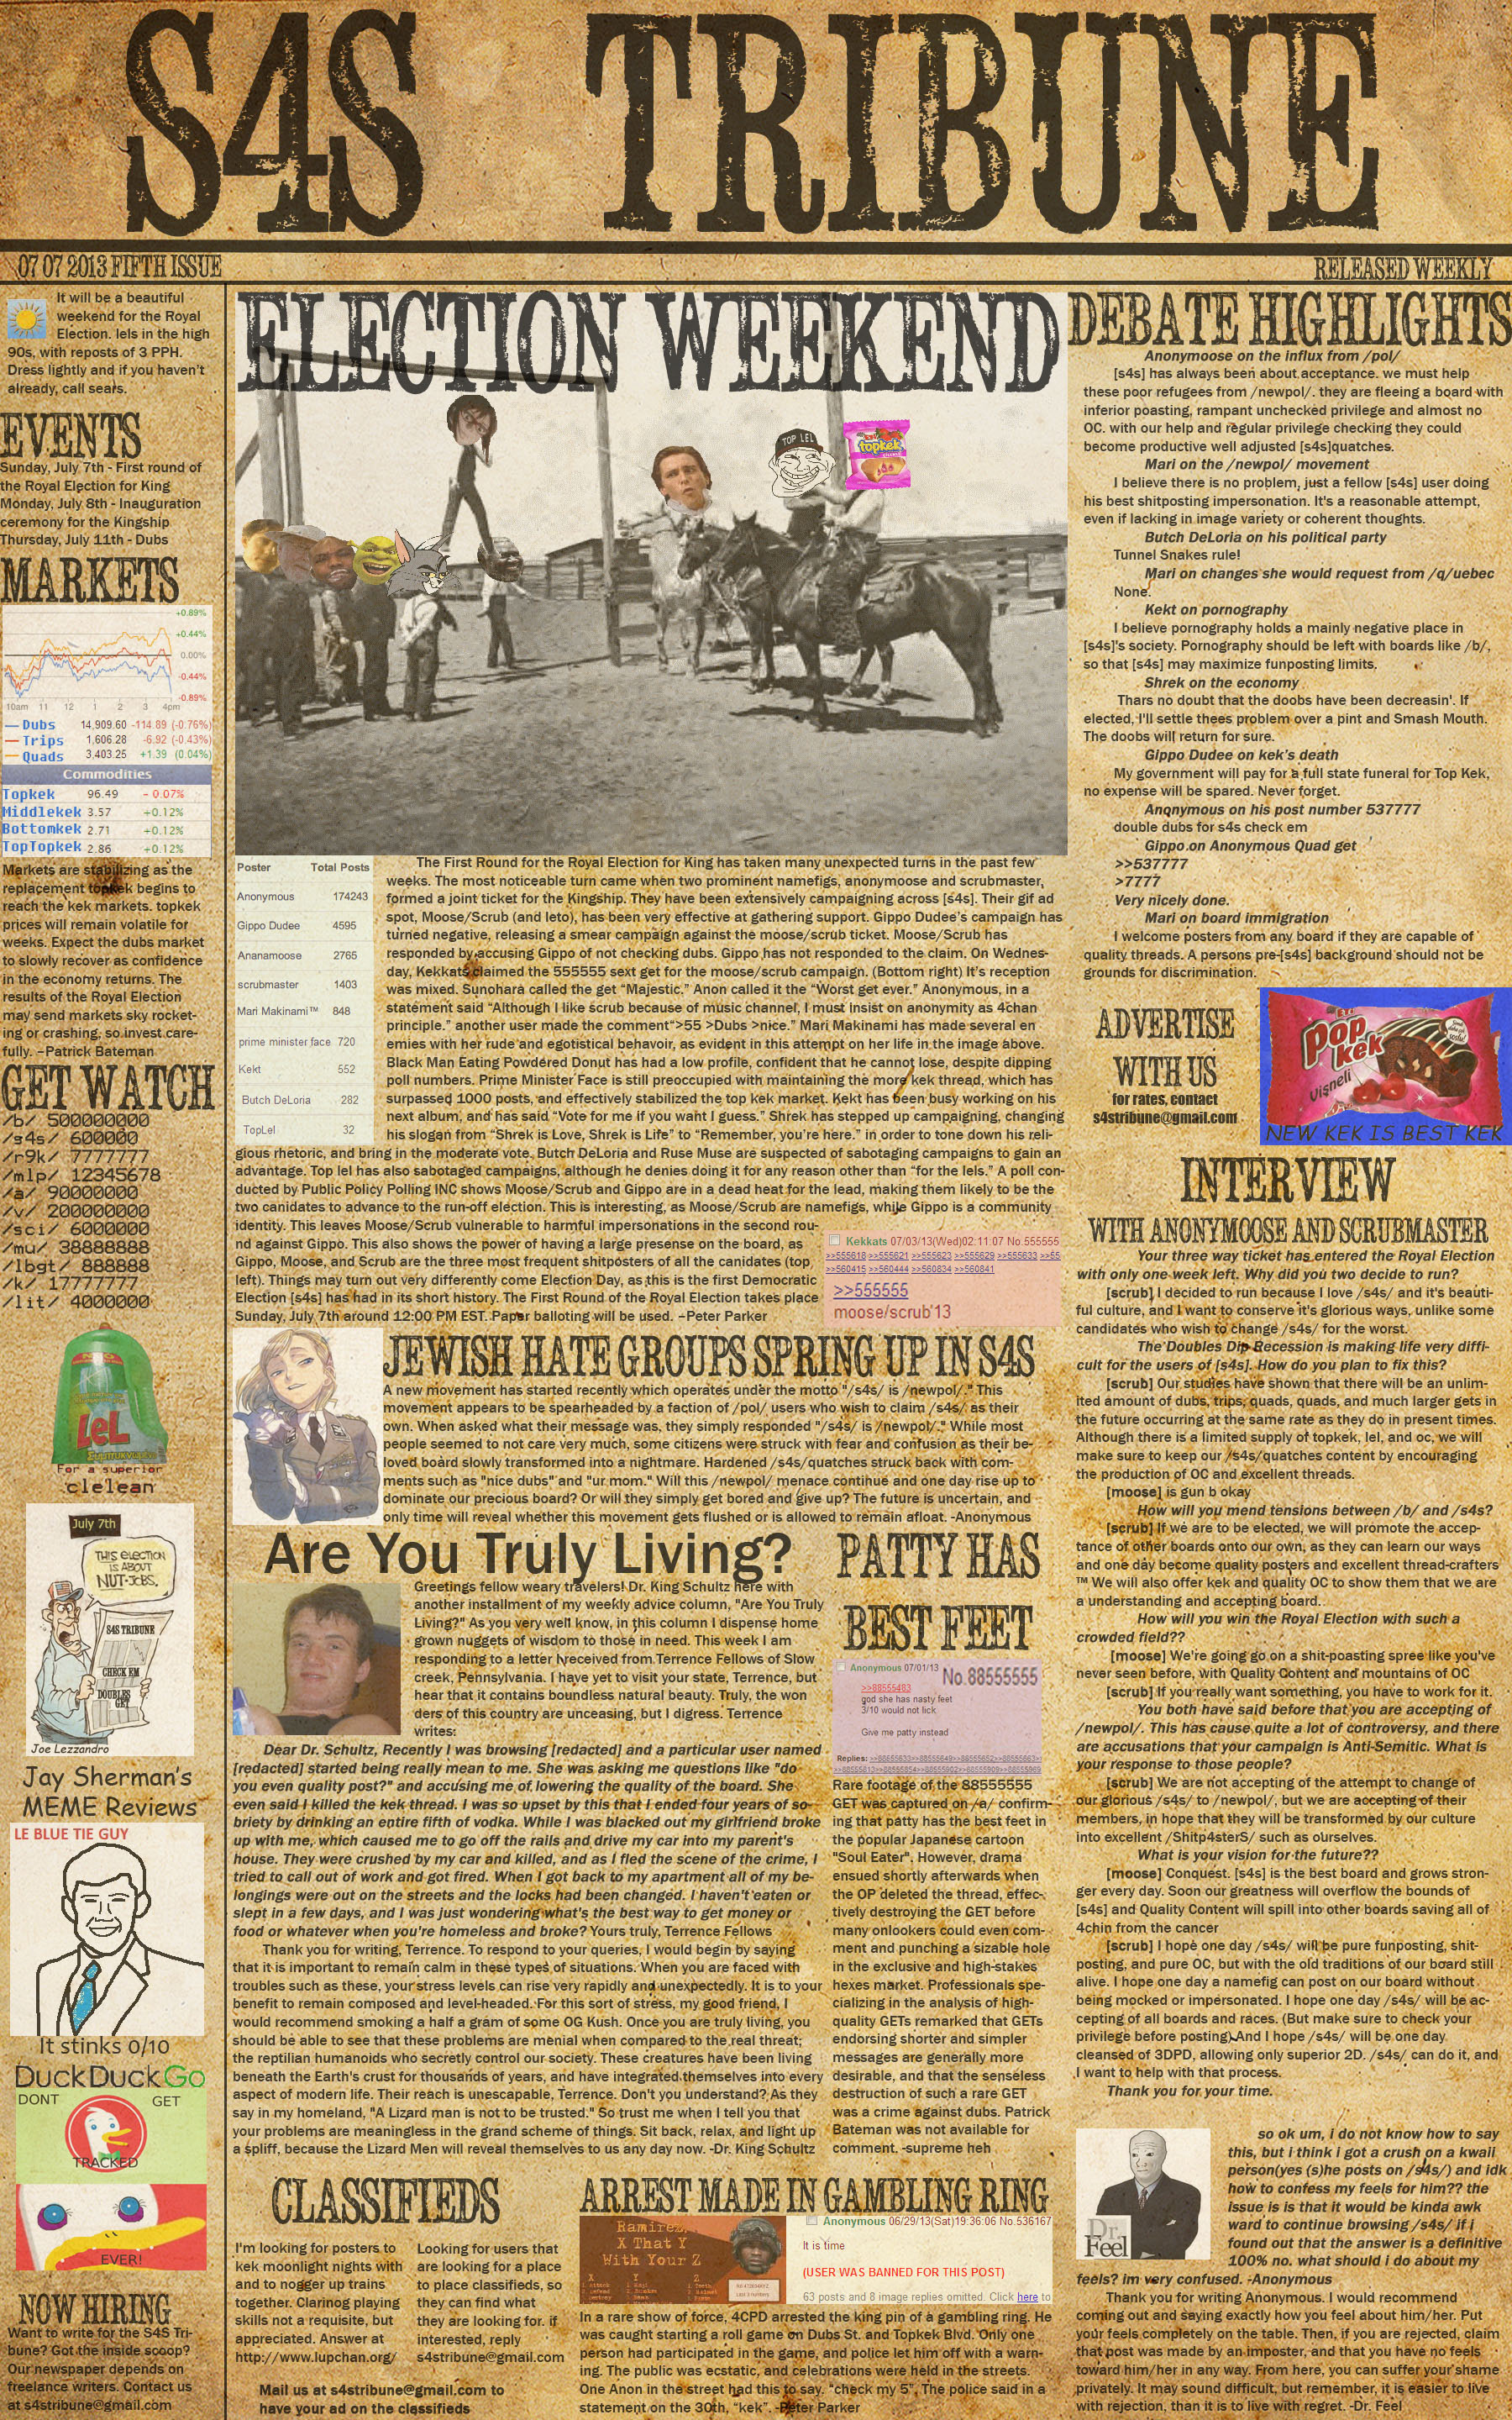 S4S TRIBUNE
07 07 2013 FIFTH ISSUE
RELEASED WEEKLY
It will be a beautiful
weekend for the Royal
Election. lels in the high
90s, with reposts of 3 PPH.
Dress lightly and if you haven't
already, call sears.
EVENTS
Sunday, July 7th - First round of
the Royal Election for King
Monday, July 8th - Inauguration
ceremony for the Kingship
Thursday, July 11th - Dubs
MARKETS
+0.89%
+0.44%
0.00%
-0.44%
-0.89%
10am 11 12 1 2 3 4pm
Dubs 14,909.60 -114.89 (-0.76%)
Trips 1,606.28 -6.92 (-0.43%)
Quads 3,403.25 +1.39 (0.04%)
Commodities
Topkek 96.49 - 0.07%
Middlekek 3.57 +0.12%
Bottomkek 2.71 +0.12%
TopTopkek 2.86 +0.12%
Markets are stabilizing as the
replacement topkek begins to
reach the kek markets. topkek
prices will remain volatile for
weeks. Expect the dubs market
to slowly recover as confidence
in the economy returns. The
results of the Royal Election
may send markets sky rocket-
ing or crashing, so invest care-
fully. –Patrick Bateman
GET WATCH
/b/ 500000000
/s4s/ 600000
/r9k/ 7777777
/mlp/ 12345678
/a/ 90000000
/v/ 200000000
/sci/ 6000000
/mu/ 38888888
/lbgt/ 888888
/k/ 17777777
/lit/ 4000000
LeL
For a superior
clelean
July 7th
THIS ELECTION
IS ABOUT
NUT-JOBS.
S4S TRIBUNE
CHECK EM
DOUBLES
GET
Joe Lezzandro
Jay Sherman's
MEME Reviews
LE BLUE TIE GUY
It stinks 0/10
DuckDuckGo
DONT GET
TRACKED
EVER!
NOW HIRING
Want to write for the S4S Tri-
bune? Got the inside scoop?
Our newspaper depends on
freelance writers. Contact us
at s4stribune@gmail.com
ELECTION WEEKEND
TOP LEL
topkek
Poster Total Posts
Anonymous 174243
Gippo Dudee 4595
Ananamoose 2765
scrubmaster 1403
Mari Makinami™ 848
prime minister face 720
Kekt 552
Butch DeLoria 282
TopLel 32
The First Round for the Royal Election for King has taken many unexpected turns in the past few
weeks. The most noticeable turn came when two prominent namefigs, anonymoose and scrubmaster,
formed a joint ticket for the Kingship. They have been extensively campaigning across [s4s]. Their gif ad
spot, Moose/Scrub (and leto), has been very effective at gathering support. Gippo Dudee's campaign has
turned negative, releasing a smear campaign against the moose/scrub ticket. Moose/Scrub has
responded by accusing Gippo of not checking dubs. Gippo has not responded to the claim. On Wednes-
day, Kekkats claimed the 555555 sext get for the moose/scrub campaign. (Bottom right) It's reception
was mixed. Sunohara called the get “Majestic.” Anon called it the “Worst get ever.” Anonymous, in a
statement said “Although I like scrub because of music channel, I must insist on anonymity as 4chan
principle.” another user made the comment“>55 >Dubs >nice.” Mari Makinami has made several en
emies with her rude and egotistical behavoir, as evident in this attempt on her life in the image above.
Black Man Eating Powdered Donut has had a low profile, confident that he cannot lose, despite dipping
poll numbers. Prime Minister Face is still preoccupied with maintaining the more kek thread, which has
surpassed 1000 posts, and effectively stabilized the top kek market. Kekt has been busy working on his
next album, and has said “Vote for me if you want I guess.” Shrek has stepped up campaigning, changing
his slogan from “Shrek is Love, Shrek is Life” to “Remember, you're here.” in order to tone down his reli-
gious rhetoric, and bring in the moderate vote. Butch DeLoria and Ruse Muse are suspected of sabotaging campaigns to gain an
advantage. Top lel has also sabotaged campaigns, although he denies doing it for any reason other than “for the lels.” A poll con-
ducted by Public Policy Polling INC shows Moose/Scrub and Gippo are in a dead heat for the lead, making them likely to be the
two canidates to advance to the run-off election. This is interesting, as Moose/Scrub are namefigs, while Gippo is a community
identity. This leaves Moose/Scrub vulnerable to harmful impersonations in the second rou-
nd against Gippo. This also shows the power of having a large presense on the board, as
Gippo, Moose, and Scrub are the three most frequent shitposters of all the canidates (top
left). Things may turn out very differently come Election Day, as this is the first Democratic
Election [s4s] has had in its short history. The First Round of the Royal Election takes place
Sunday, July 7th around 12:00 PM EST. Paper balloting will be used. –Peter Parker
Kekkats 07/03/13(Wed)02:11:07 No.555555
>>555618 >>555621 >>555623 >>555629 >>555633 >>55
>>560415 >>560444 >>560834 >>560841
>>555555
moose/scrub'13
JEWISH HATE GROUPS SPRING UP IN S4S
A new movement has started recently which operates under the motto "/s4s/ is /newpol/." This
movement appears to be spearheaded by a faction of /pol/ users who wish to claim /s4s/ as their
own. When asked what their message was, they simply responded "/s4s/ is /newpol/." While most
people seemed to not care very much, some citizens were struck with fear and confusion as their be-
loved board slowly transformed into a nightmare. Hardened /s4s/quatches struck back with com-
ments such as "nice dubs" and "ur mom." Will this /newpol/ menace continue and one day rise up to
dominate our precious board? Or will they simply get bored and give up? The future is uncertain, and
only time will reveal whether this movement gets flushed or is allowed to remain afloat. -Anonymous
Are You Truly Living?
Greetings fellow weary travelers! Dr. King Schultz here with
another installment of my weekly advice column, "Are You Truly
Living?" As you very well know, in this column I dispense home
grown nuggets of wisdom to those in need. This week I am
responding to a letter I received from Terrence Fellows of Slow
creek, Pennsylvania. I have yet to visit your state, Terrence, but
hear that it contains boundless natural beauty. Truly, the won
ders of this country are unceasing, but I digress. Terrence
writes:
Dear Dr. Schultz, Recently I was browsing [redacted] and a particular user named
[redacted] started being really mean to me. She was asking me questions like "do
you even quality post?" and accusing me of lowering the quality of the board. She
even said I killed the kek thread. I was so upset by this that I ended four years of so-
briety by drinking an entire fifth of vodka. While I was blacked out my girlfriend broke
up with me, which caused me to go off the rails and drive my car into my parent's
house. They were crushed by my car and killed, and as I fled the scene of the crime, I
tried to call out of work and got fired. When I got back to my apartment all of my be-
longings were out on the streets and the locks had been changed. I haven't eaten or
slept in a few days, and I was just wondering what's the best way to get money or
food or whatever when you're homeless and broke? Yours truly, Terrence Fellows
Thank you for writing, Terrence. To respond to your queries, I would begin by saying
that it is important to remain calm in these types of situations. When you are faced with
troubles such as these, your stress levels can rise very rapidly and unexpectedly. It is to your
benefit to remain composed and level-headed. For this sort of stress, my good friend, I
would recommend smoking a half a gram of some OG Kush. Once you are truly living, you
should be able to see that these problems are menial when compared to the real threat;
the reptilian humanoids who secretly control our society. These creatures have been living
beneath the Earth's crust for thousands of years, and have integrated themselves into every
aspect of modern life. Their reach is unescapable, Terrence. Don't you understand? As they
say in my homeland, "A Lizard man is not to be trusted." So trust me when I tell you that
your problems are meaningless in the grand scheme of things. Sit back, relax, and light up
a spliff, because the Lizard Men will reveal themselves to us any day now. -Dr. King Schultz
PATTY HAS
BEST FEET
Anonymous 07/01/13 No.88555555
>>88555483
god she has nasty feet
3/10 would not lick
Give me patty instead
Replies:
Rare footage of the 88555555
GET was captured on /a/ confirm-
ing that patty has the best feet in
the popular Japanese cartoon
"Soul Eater". However, drama
ensued shortly afterwards when
the OP deleted the thread, effec-
tively destroying the GET before
many onlookers could even com-
ment and punching a sizable hole
in the exclusive and high-stakes
hexes market. Professionals spe-
cializing in the analysis of high-
quality GETs remarked that GETs
endorsing shorter and simpler
messages are generally more
desirable, and that the senseless
destruction of such a rare GET
was a crime against dubs. Patrick
Bateman was not available for
comment. -supreme heh
CLASSIFIEDS
I'm looking for posters to
kek moonlight nights with
and to nogger up trains
together. Clarinog playing
skills not a requisite, but
appreciated. Answer at
http://www.lupchan.org/
Looking for users that
are looking for a place
to place classifieds, so
they can find what
they are looking for. if
interested, reply
s4stribune@gmail.com
Mail us at s4stribune@gmail.com to
have your ad on the classifieds
ARREST MADE IN GAMBLING RING
Ramirez,
X That Y
With Your Z
X Y Z
Anonymous 06/29/13(Sat)19:36:06 No.536167
It is time
(USER WAS BANNED FOR THIS POST)
63 posts and 8 image replies omitted. Click here to
In a rare show of force, 4CPD arrested the king pin of a gambling ring. He
was caught starting a roll game on Dubs St. and Topkek Blvd. Only one
person had participated in the game, and police let him off with a warn-
ing. The public was ecstatic, and celebrations were held in the streets.
One Anon in the street had this to say. “check my 5”. The police said in a
statement on the 30th, “kek”. -Peter Parker
DEBATE HIGHLIGHTS
Anonymoose on the influx from /pol/
[s4s] has always been about acceptance. we must help
these poor refugees from /newpol/. they are fleeing a board with
inferior poasting, rampant unchecked privilege and almost no
OC. with our help and regular privilege checking they could
become productive well adjusted [s4s]quatches.
Mari on the /newpol/ movement
I believe there is no problem, just a fellow [s4s] user doing
his best shitposting impersonation. It's a reasonable attempt,
even if lacking in image variety or coherent thoughts.
Butch DeLoria on his political party
Tunnel Snakes rule!
Mari on changes she would request from /q/uebec
None.
Kekt on pornography
I believe pornography holds a mainly negative place in
[s4s]'s society. Pornography should be left with boards like /b/,
so that [s4s] may maximize funposting limits.
Shrek on the economy
Thars no doubt that the doobs have been decreasin'. If
elected, I'll settle thees problem over a pint and Smash Mouth.
The doobs will return for sure.
Gippo Dudee on kek's death
My government will pay for a full state funeral for Top Kek,
no expense will be spared. Never forget.
Anonymous on his post number 537777
double dubs for s4s check em
Gippo on Anonymous Quad get
>>537777
>7777
Very nicely done.
Mari on board immigration
I welcome posters from any board if they are capable of
quality threads. A persons pre-[s4s] background should not be
grounds for discrimination.
ADVERTISE
WITH US
for rates, contact
s4stribune@gmail.com
ETi
Pop
kek
Vişneli
NEW KEK IS BEST KEK
INTERVIEW
WITH ANONYMOOSE AND SCRUBMASTER
Your three way ticket has entered the Royal Election
with only one week left. Why did you two decide to run?
[scrub] I decided to run because I love /s4s/ and it's beauti-
ful culture, and I want to conserve it's glorious ways, unlike some
candidates who wish to change /s4s/ for the worst.
The Doubles Dip Recession is making life very diffi-
cult for the users of [s4s]. How do you plan to fix this?
[scrub] Our studies have shown that there will be an unlim-
ited amount of dubs, trips, quads, quads, and much larger gets in
the future occurring at the same rate as they do in present times.
Although there is a limited supply of topkek, lel, and oc, we will
make sure to keep our /s4s/quatches content by encouraging
the production of OC and excellent threads.
[moose] is gun b okay
How will you mend tensions between /b/ and /s4s?
[scrub] If we are to be elected, we will promote the accep-
tance of other boards onto our own, as they can learn our ways
and one day become quality posters and excellent thread-crafters
™ We will also offer kek and quality OC to show them that we are
a understanding and accepting board.
How will you win the Royal Election with such a
crowded field??
[moose] We're going go on a shit-poasting spree like you've
never seen before, with Quality Content and mountains of OC
[scrub] If you really want something, you have to work for it.
You both have said before that you are accepting of
/newpol/. This has cause quite a lot of controversy, and there
are accusations that your campaign is Anti-Semitic. What is
your response to those people?
[scrub] We are not accepting of the attempt to change of
our glorious /s4s/ to /newpol/, but we are accepting of their
members, in hope that they will be transformed by our culture
into excellent /Shitp4sterS/ such as ourselves.
What is your vision for the future??
[moose] Conquest. [s4s] is the best board and grows stron-
ger every day. Soon our greatness will overflow the bounds of
[s4s] and Quality Content will spill into other boards saving all of
4chin from the cancer
[scrub] I hope one day /s4s/ will be pure funposting, shit-
posting, and pure OC, but with the old traditions of our board still
alive. I hope one day a namefig can post on our board without
being mocked or impersonated. I hope one day /s4s/ will be ac-
cepting of all boards and races. (But make sure to check your
privilege before posting) And I hope /s4s/ will be one day
cleansed of 3DPD, allowing only superior 2D. /s4s/ can do it, and
I want to help with that process.
Thank you for your time.
Dr.
Feel
so ok um, i do not know how to say
this, but i think i got a crush on a kwaii
person(yes (s)he posts on /s4s/) and idk
how to confess my feels for him?? the
issue is is that it would be kinda awk
ward to continue browsing /s4s/ if i
found out that the answer is a definitive
100% no. what should i do about my
feels? im very confused. -Anonymous
Thank you for writing Anonymous. I would recommend
coming out and saying exactly how you feel about him/her. Put
your feels completely on the table. Then, if you are rejected, claim
that post was made by an imposter, and that you have no feels
toward him/her in any way. From here, you can suffer your shame
privately. It may sound difficult, but remember, it is easier to live
with rejection, than it is to live with regret. -Dr. Feel